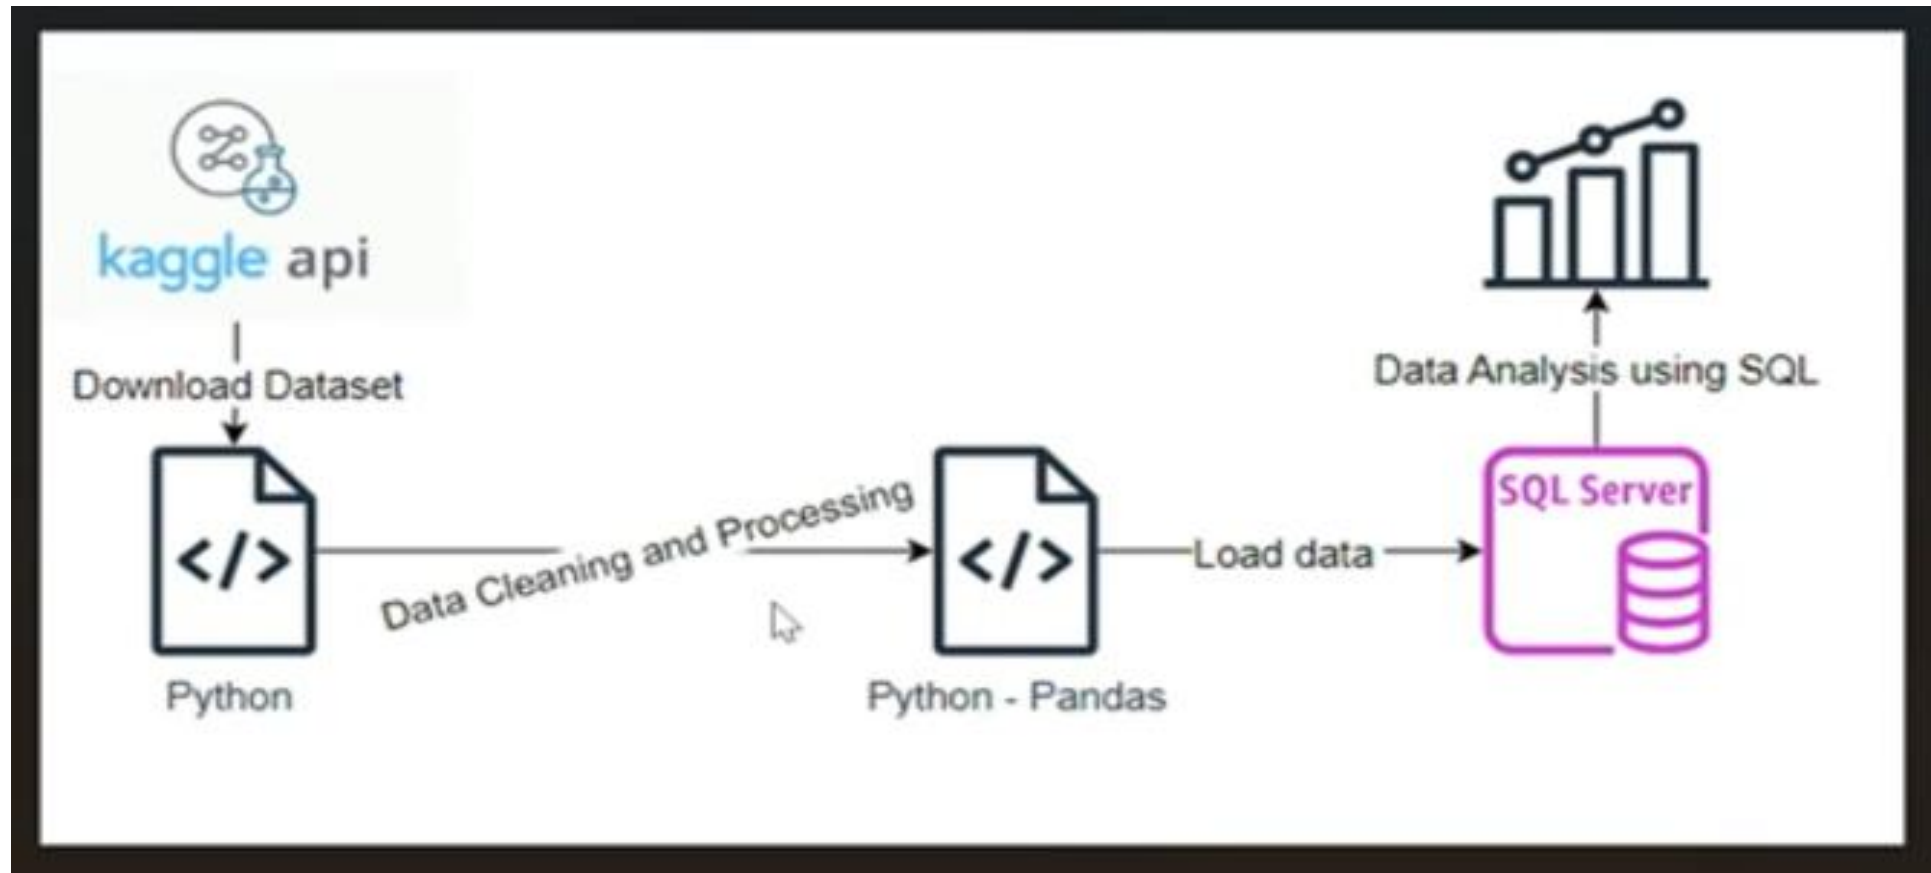 kaggle api
Download Dataset
Python
Data Cleaning and Processing
Python - Pandas
Load data
SQL Server
Data Analysis using SQL